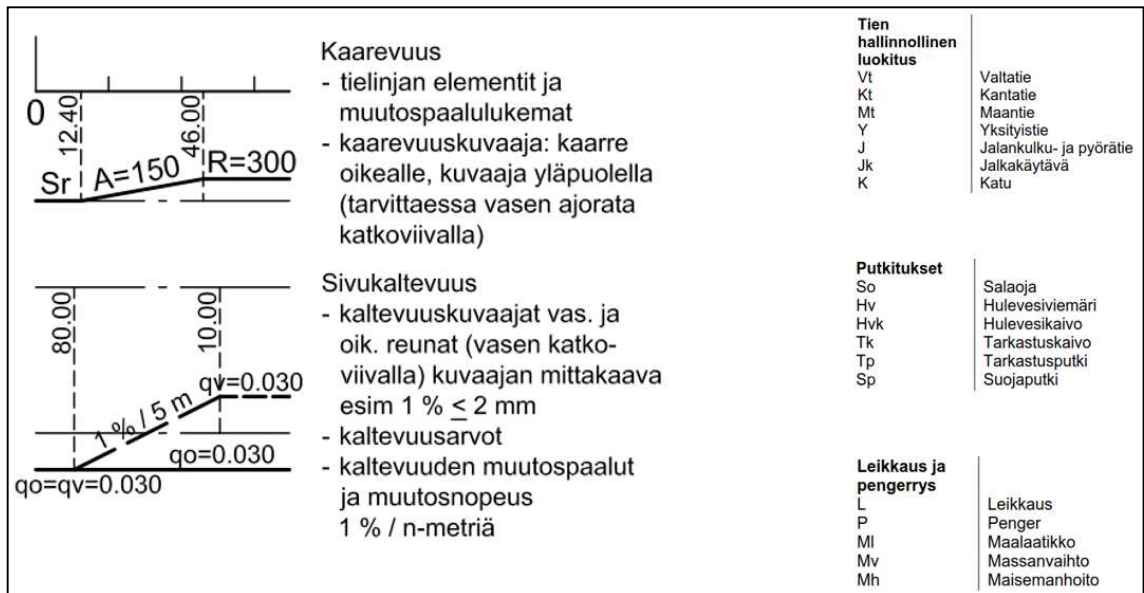 0
12.40
46.00
Sr
A=150
R=300
Kaarevuus
- tielinjan elementit ja
muutospaalulukemat
- kaarevuuskuvaaja: kaarre
oikealle, kuvaaja yläpuolella
(tarvittaessa vasen ajorata
katkoviivalla)
80.00
10.00
1 % / 5 m
qv=0.030
qo=0.030
qo=qv=0.030
Sivukaltevuus
- kaltevuuskuvaajat vas. ja
oik. reunat (vasen katko-
viivalla) kuvaajan mittakaava
esim 1 % ≤ 2 mm
- kaltevuusarvot
- kaltevuuden muutospaalut
ja muutosnopeus
1 % / n-metriä
Tien
hallinnollinen
luokitus
Vt Valtatie
Kt Kantatie
Mt Maantie
Y Yksityistie
J Jalankulku- ja pyörätie
Jk Jalkakäytävä
K Katu
Putkitukset
So Salaoja
Hv Hulevesiviemäri
Hvk Hulevesikaivo
Tk Tarkastuskaivo
Tp Tarkastusputki
Sp Suojaputki
Leikkaus ja
pengerrys
L Leikkaus
P Penger
Ml Maalaatikko
Mv Massanvaihto
Mh Maisemanhoito